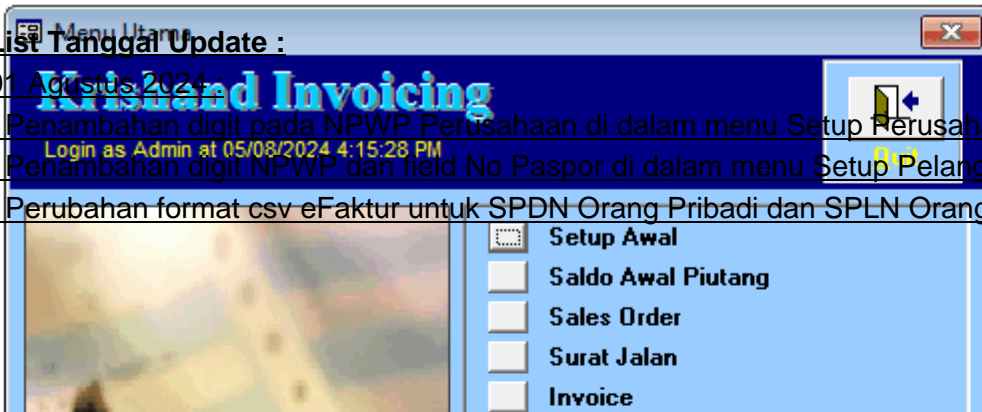 Menu Utama
List Tanggal Update :
01 Agustus 2024 :
Krishand Invoicing
Penambahan digit pada NPWP Perusahaan di dalam menu Setup Perusah
Login as Admin at 05/08/2024 4:15:28 PM
Quit
Penambahan digit NPWP dan field No Paspor di dalam menu Setup Pelang
Perubahan format csv eFaktur untuk SPDN Orang Pribadi dan SPLN Orang
Setup Awal
Saldo Awal Piutang
Sales Order
Surat Jalan
Invoice